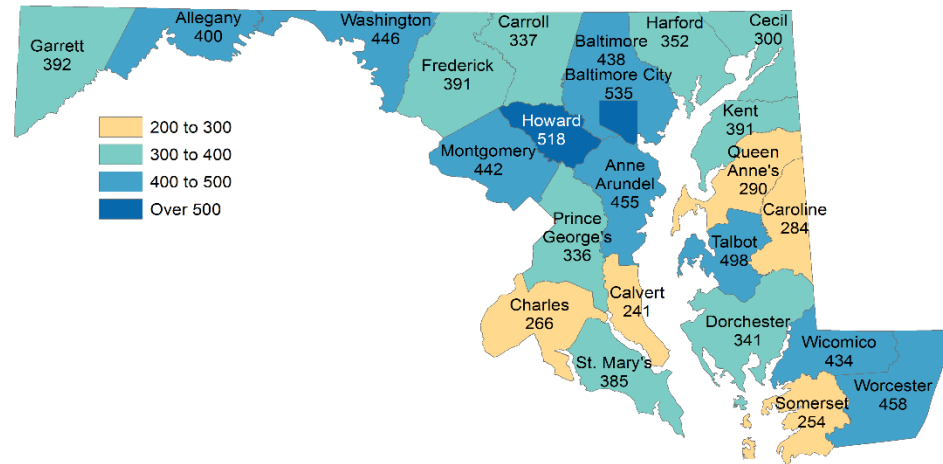 Garrett
392
Allegany
400
Washington
446
Frederick
391
Carroll
337
Baltimore
438
Baltimore City
535
Harford
352
Cecil
300
Howard
518
Montgomery
442
Anne
Arundel
455
Kent
391
Queen
Anne's
290
Caroline
284
Talbot
498
Prince
George's
336
Charles
266
Calvert
241
St. Mary's
385
Dorchester
341
Wicomico
434
Worcester
458
Somerset
254
200 to 300
300 to 400
400 to 500
Over 500